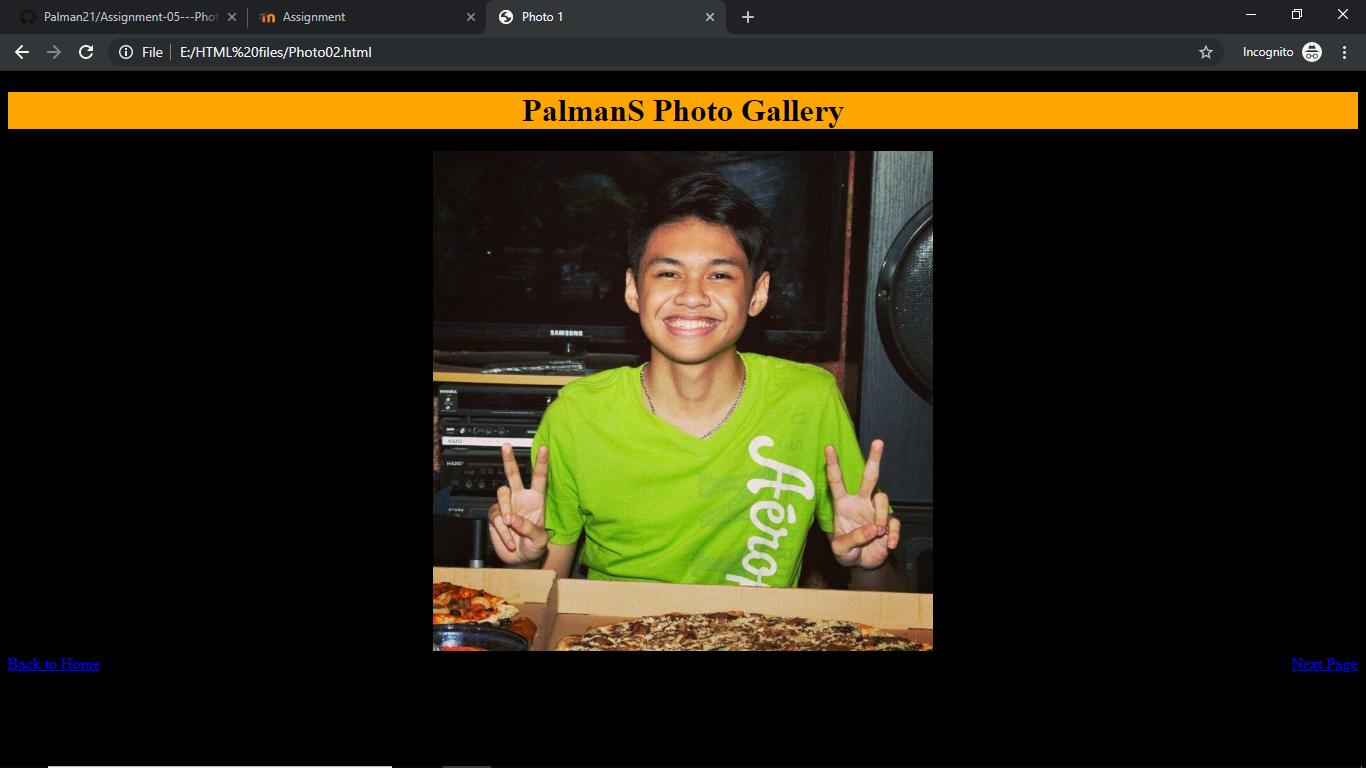 Palman21/Assignment-05---Phot
Assignment
Photo 1
File
E:/HTML%20files/Photo02.html
Incognito
PalmanS Photo Gallery
SAMSUNG
SAKURA
Aéro
Back to Home
Next Page